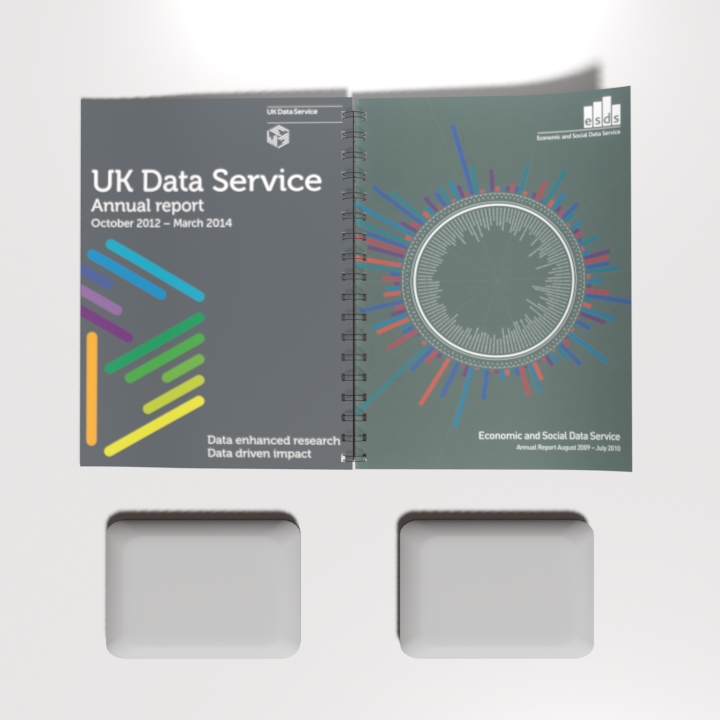 UK Data Service
UK Data Service
Annual report
October 2012 – March 2014
Data enhanced research
Data driven impact
esds
Economic and Social Data Service
Economic and Social Data Service
Annual Report August 2009 – July 2010